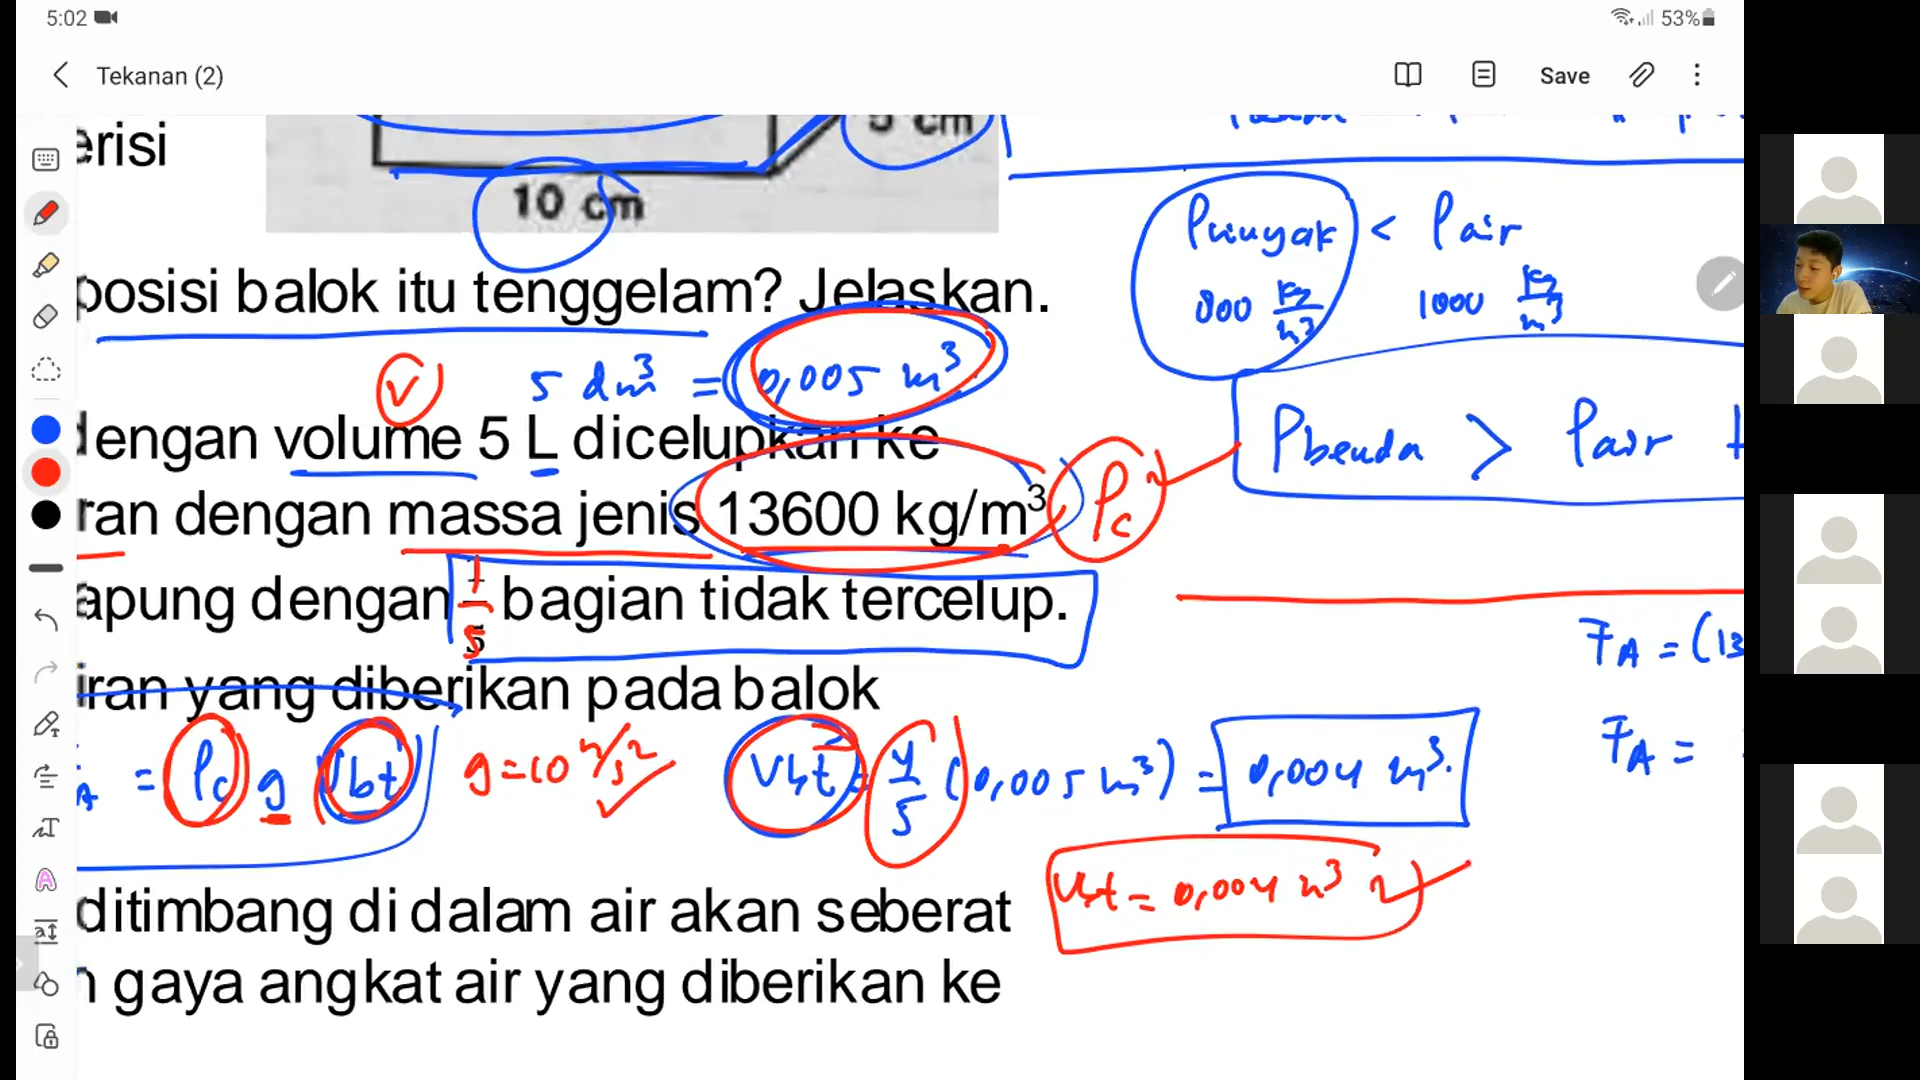 5:02
53%
Tekanan (2)
Save
erisi
5 cm
10 cm
ρminyak < ρair
800 kg/m³ 1000 kg/m³
posisi balok itu tenggelam? Jelaskan.
V 5 dm³ = 0,005 m³
dengan volume 5 L dicelupkan ke
ρbenda > ρair
ran dengan massa jenis 13600 kg/m³ ρc
apung dengan 1/5 bagian tidak tercelup.
FA = (13
iran yang diberikan pada balok
A = ρc g Vbt g = 10 m/s² Vbt = 4/5 (0,005 m³) = 0,004 m³.
FA =
Vbt = 0,004 m³
ditimbang di dalam air akan seberat
n gaya angkat air yang diberikan ke